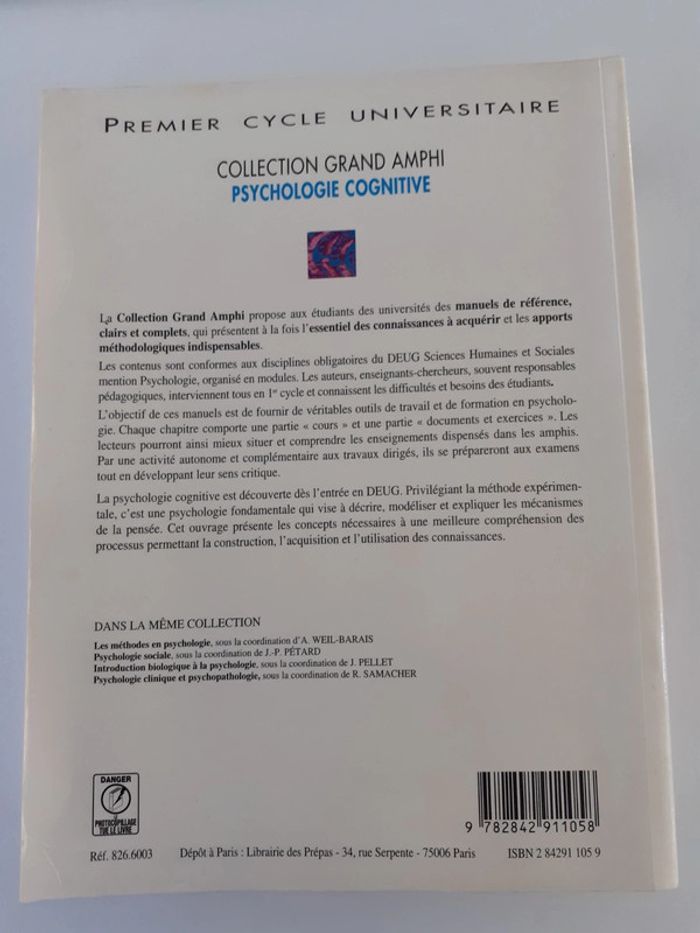 PREMIER CYCLE UNIVERSITAIRE
COLLECTION GRAND AMPHI
PSYCHOLOGIE COGNITIVE
La Collection Grand Amphi propose aux étudiants des universités des manuels de référence,
clairs et complets, qui présentent à la fois l'essentiel des connaissances à acquérir et les apports
méthodologiques indispensables.
Les contenus sont conformes aux disciplines obligatoires du DEUG Sciences Humaines et Sociales
mention Psychologie, organisé en modules. Les auteurs, enseignants-chercheurs, souvent responsables
pédagogiques, interviennent tous en 1er cycle et connaissent les difficultés et besoins des étudiants.
L'objectif de ces manuels est de fournir de véritables outils de travail et de formation en psycholo-
gie. Chaque chapitre comporte une partie « cours » et une partie « documents et exercices ». Les
lecteurs pourront ainsi mieux situer et comprendre les enseignements dispensés dans les amphis.
Par une activité autonome et complémentaire aux travaux dirigés, ils se prépareront aux examens
tout en développant leur sens critique.
La psychologie cognitive est découverte dès l'entrée en DEUG. Privilégiant la méthode expérimen-
tale, c'est une psychologie fondamentale qui vise à décrire, modéliser et expliquer les mécanismes
de la pensée. Cet ouvrage présente les concepts nécessaires à une meilleure compréhension des
processus permettant la construction, l'acquisition et l'utilisation des connaissances.
DANS LA MÊME COLLECTION
Les méthodes en psychologie, sous la coordination d'A. WEIL-BARAIS
Psychologie sociale, sous la coordination de J.-P. PÉTARD
Introduction biologique à la psychologie, sous la coordination de J. PELLET
Psychologie clinique et psychopathologie, sous la coordination de R. SAMACHER
DANGER
LE
PHOTOCOPILLAGE
TUE LE LIVRE
9 782842 911058
Réf. 826.6003 Dépôt à Paris : Librairie des Prépas - 34, rue Serpente - 75006 Paris ISBN 2 84291 105 9